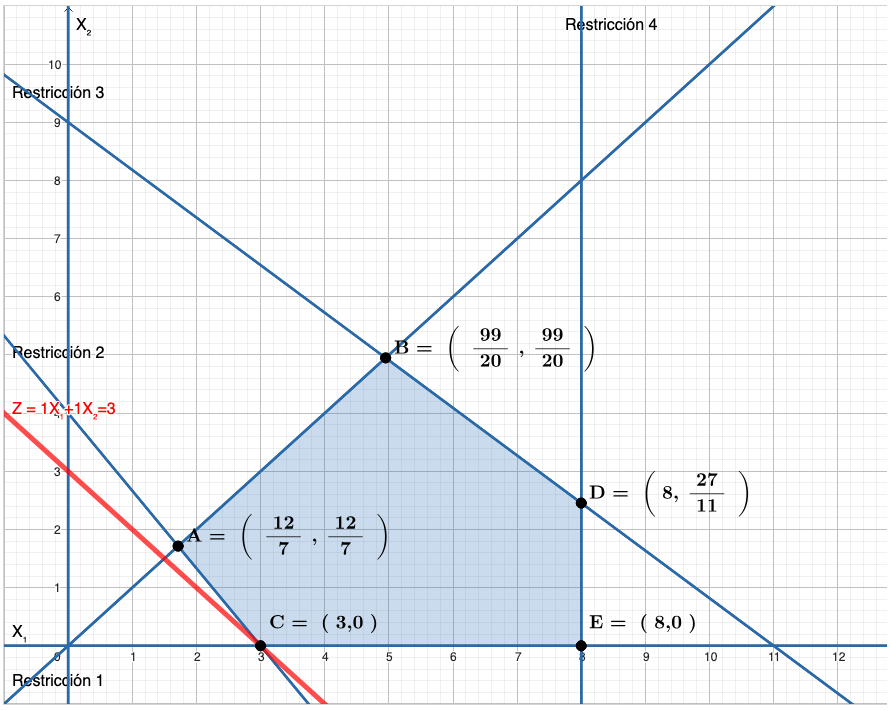 X₂
Restricción 4
10
Restricción 3
9
8
7
6
B = ( 99/20 , 99/20 )
Restricción 2
Z = 1X₁+1X₂=3
4
3
D = ( 8, 27/11 )
2
A = ( 12/7 , 12/7 )
1
C = ( 3,0 )
E = ( 8,0 )
X₁
0 1 2 3 4 5 6 7 8 9 10 11 12
Restricción 1